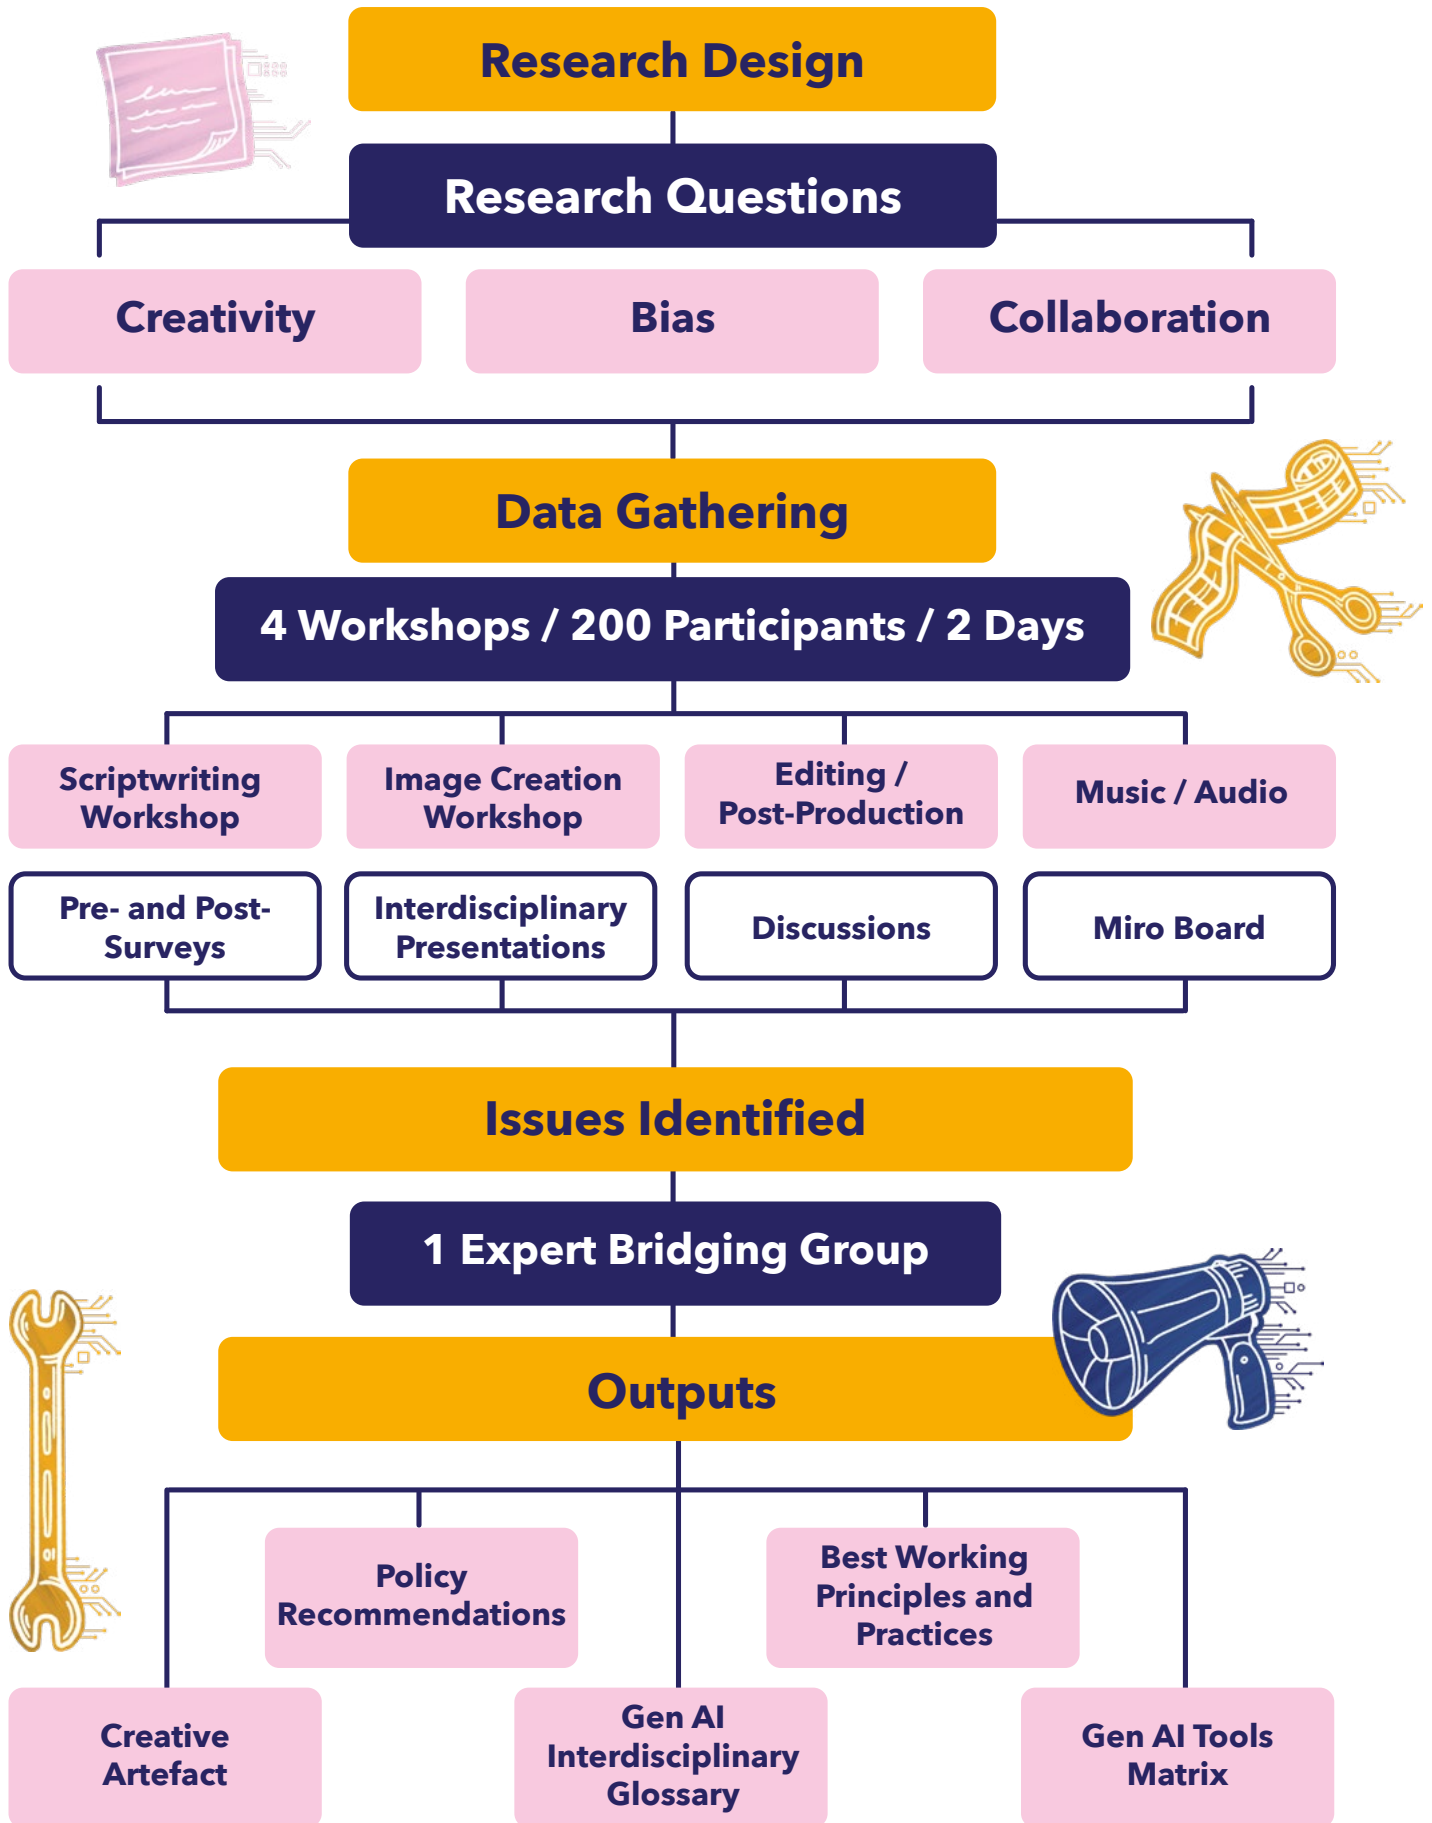 Research Design
Research Questions
Creativity
Bias
Collaboration
Data Gathering
4 Workshops / 200 Participants / 2 Days
Scriptwriting
Workshop
Image Creation
Workshop
Editing /
Post-Production
Music / Audio
Pre- and Post-
Surveys
Interdisciplinary
Presentations
Discussions
Miro Board
Issues Identified
1 Expert Bridging Group
Outputs
Policy
Recommendations
Best Working
Principles and
Practices
Creative
Artefact
Gen AI
Interdisciplinary
Glossary
Gen AI Tools
Matrix